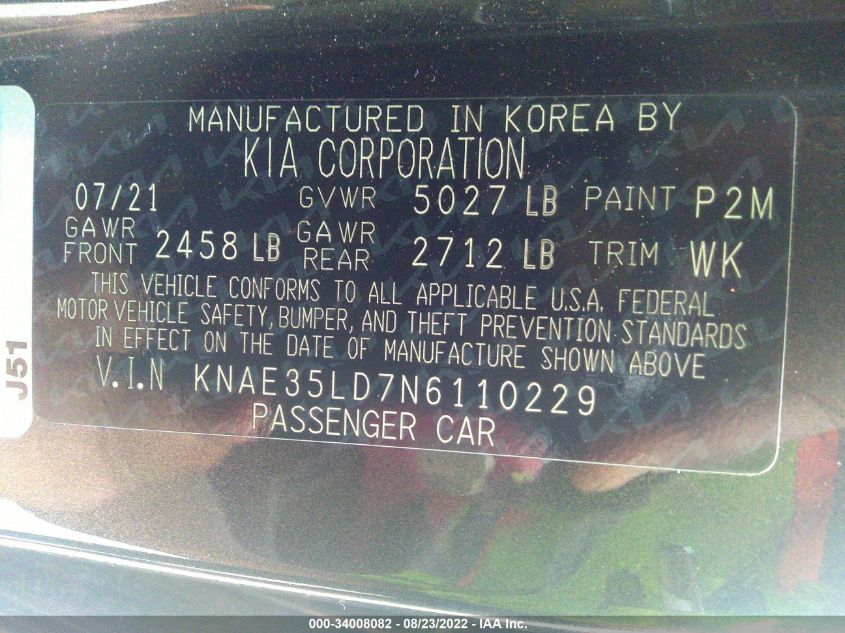 MANUFACTURED IN KOREA BY
KIA CORPORATION
07/21 GVWR 5027 LB PAINT P2M
GAWR FRONT 2458 LB GAWR REAR 2712 LB TRIM WK
THIS VEHICLE CONFORMS TO ALL APPLICABLE U.S.A. FEDERAL
MOTOR VEHICLE SAFETY, BUMPER, AND THEFT PREVENTION STANDARDS
IN EFFECT ON THE DATE OF MANUFACTURE SHOWN ABOVE
V.I.N KNAE35LD7N6110229
PASSENGER CAR
J51
000-34008082 - 08/23/2022 - IAA Inc.